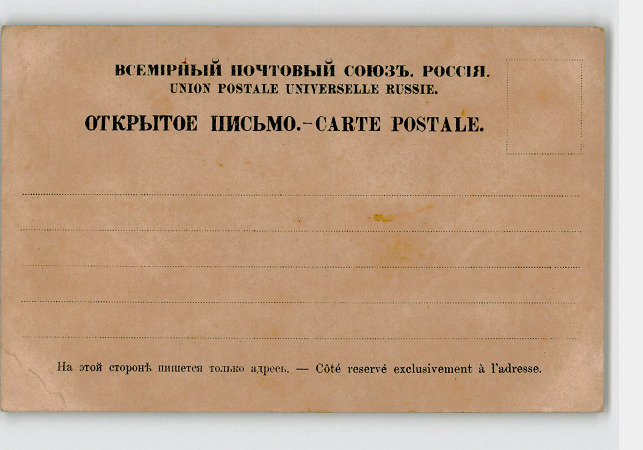 ВСЕМІРНЫЙ ПОЧТОВЫЙ СОЮЗЪ. РОССІЯ.
UNION POSTALE UNIVERSELLE RUSSIE.
ОТКРЫТОЕ ПИСЬМО.–CARTE POSTALE.
На этой сторонѣ пишется только адресъ. — Côté reservé exclusivement à l'adresse.